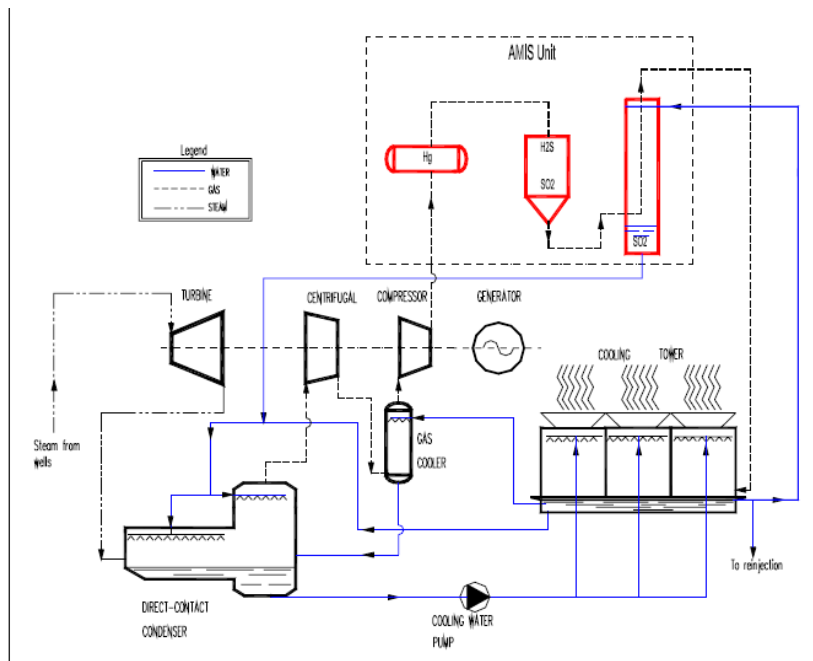 AMIS Unit
Hg
H2S
SO2
SO2
Legend
WATER
GAS
STEAM
TURBINE
CENTRIFUGAL
COMPRESSOR
GENERATOR
COOLING TOWER
Steam from
wells
GAS
COOLER
To reinjection
DIRECT-CONTACT
CONDENSER
COOLING WATER
PUMP